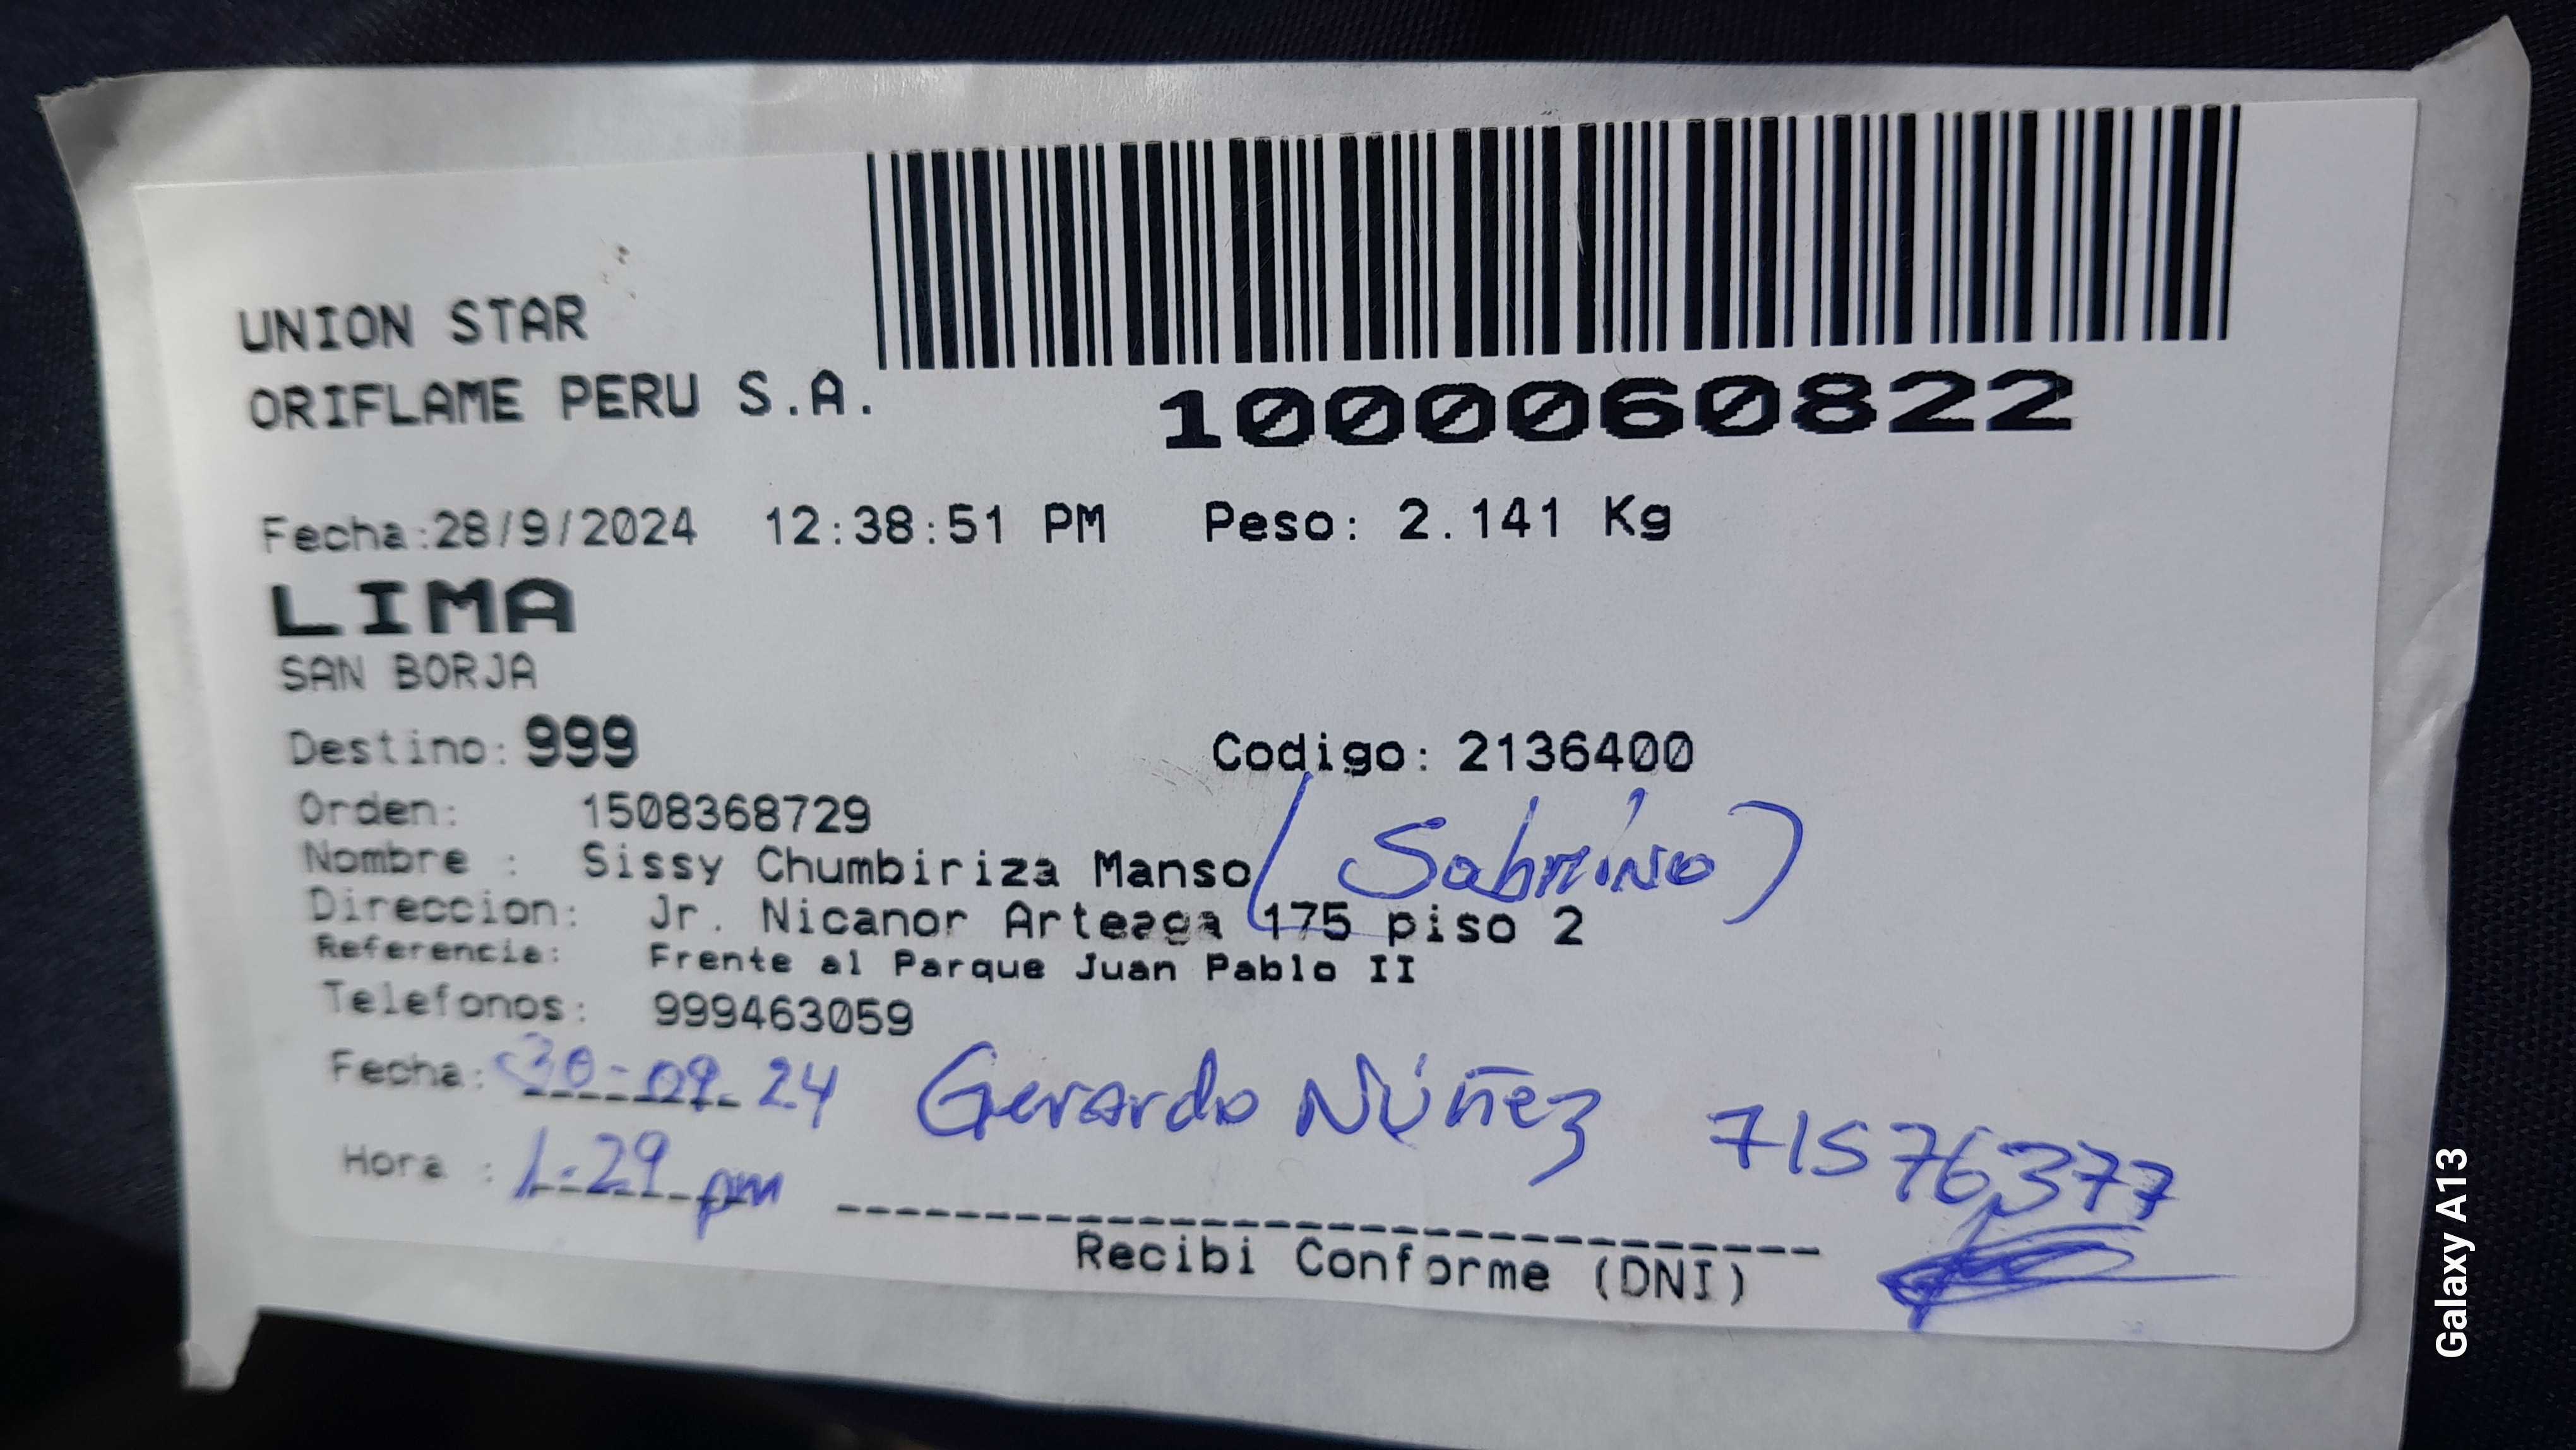 UNION STAR
ORIFLAME PERU S.A.
1000060822
Fecha:28/9/2024 12:38:51 PM Peso: 2.141 Kg
LIMA
SAN BORJA
Destino: 999 Codigo: 2136400
Orden: 1508368729
Nombre : Sissy Chumbiriza Manso (Sobrino)
Direccion: Jr. Nicanor Arteaga 175 piso 2
Referencia: Frente al Parque Juan Pablo II
Telefonos: 999463059
Fecha: 30-09-24 Gerardo Núñez 71576377
Hora : 1:29 pm
Recibi Conforme (DNI)
Galaxy A13